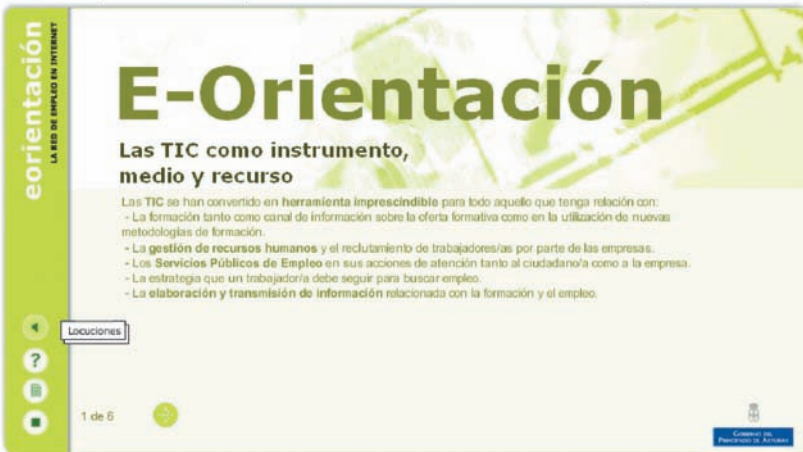 eorientación
LA RED DE EMPLEO EN INTERNET
E-Orientación
Las TIC como instrumento,
medio y recurso
Las TIC se han convertido en herramienta imprescindible para todo aquello que tenga relación con:
- La formación tanto como canal de información sobre la oferta formativa como en la utilización de nuevas
metodologías de formación.
- La gestión de recursos humanos y el reclutamiento de trabajadores/as por parte de las empresas.
- Los Servicios Públicos de Empleo en sus acciones de atención tanto al ciudadano/a como a la empresa.
- La estrategia que un trabajador/a debe seguir para buscar empleo.
- La elaboración y transmisión de información relacionada con la formación y el empleo.
Locuciones
?
1 de 6
GOBIERNO DEL
PRINCIPADO DE ASTURIAS